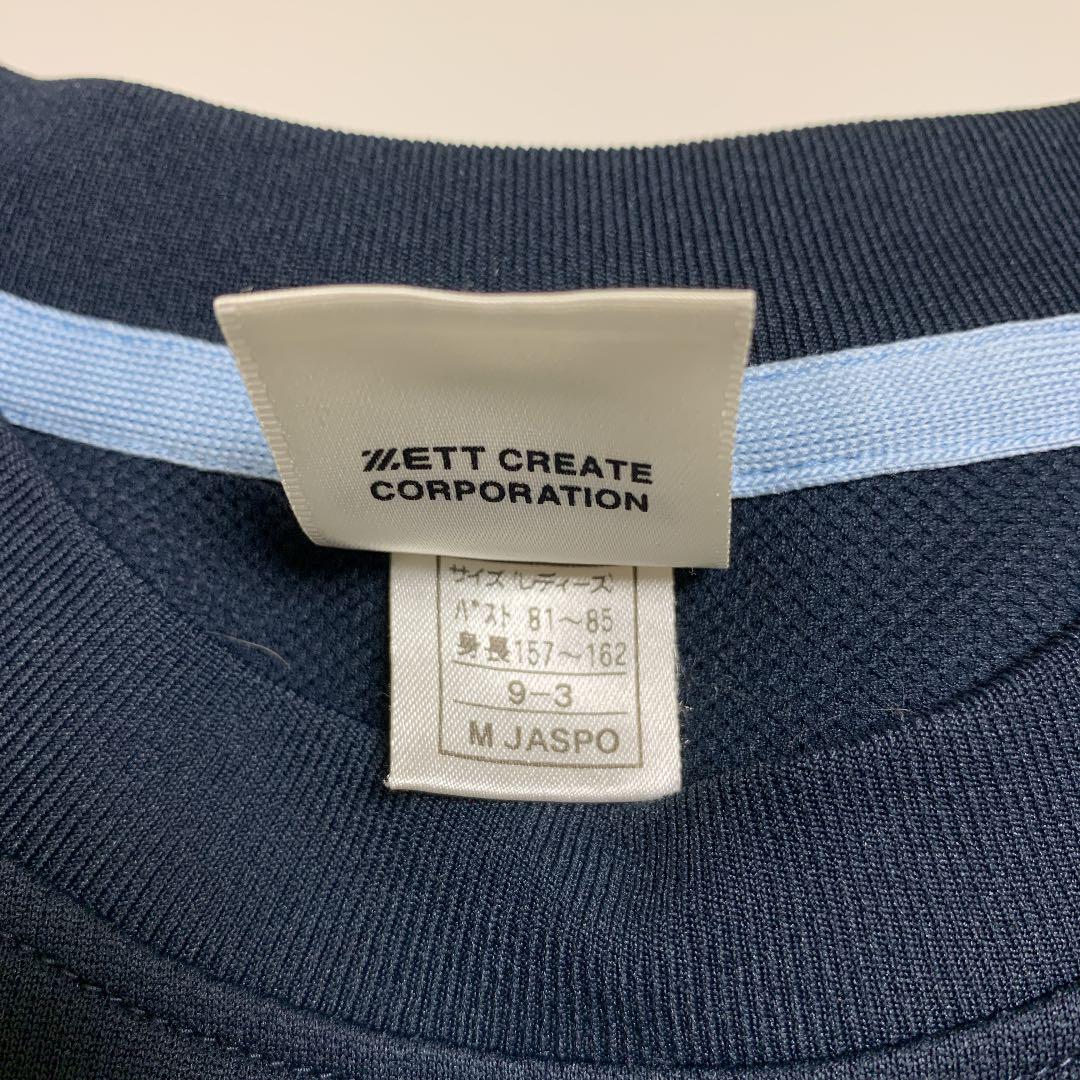 ZETT CREATE
CORPORATION
サイズ(レディース)
バスト 81~85
身長157~162
9-3
M JASPO